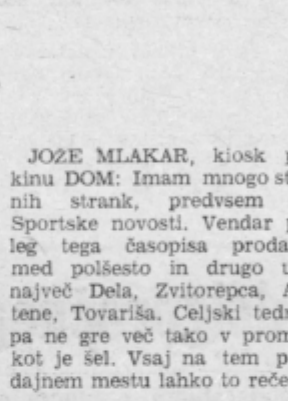 JOŽE MLAKAR, kiosk p
kinu DOM: Imam mnogo st
nih strank, predvsem
Sportske novosti. Vendar p
leg tega časopisa proda
med polšesto in drugo u
največ Dela, Zvitorepca, A
tene, Tovariša. Celjski ted
pa ne gre več tako v prom
kot je šel. Vsaj na tem p
dajnem mestu lahko to reče